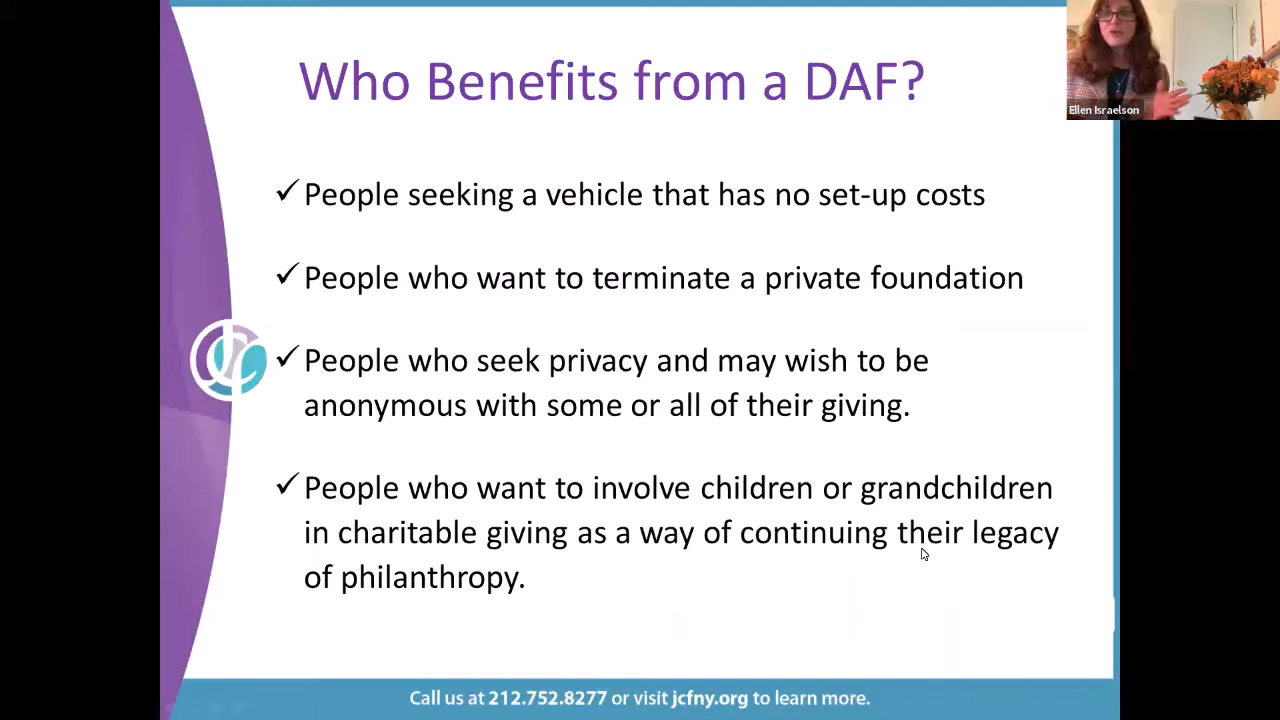 Who Benefits from a DAF?
Ellen Israelson
✓People seeking a vehicle that has no set-up costs
✓People who want to terminate a private foundation
✓People who seek privacy and may wish to be
anonymous with some or all of their giving.
✓People who want to involve children or grandchildren
in charitable giving as a way of continuing their legacy
of philanthropy.
Call us at 212.752.8277 or visit jcfny.org to learn more.